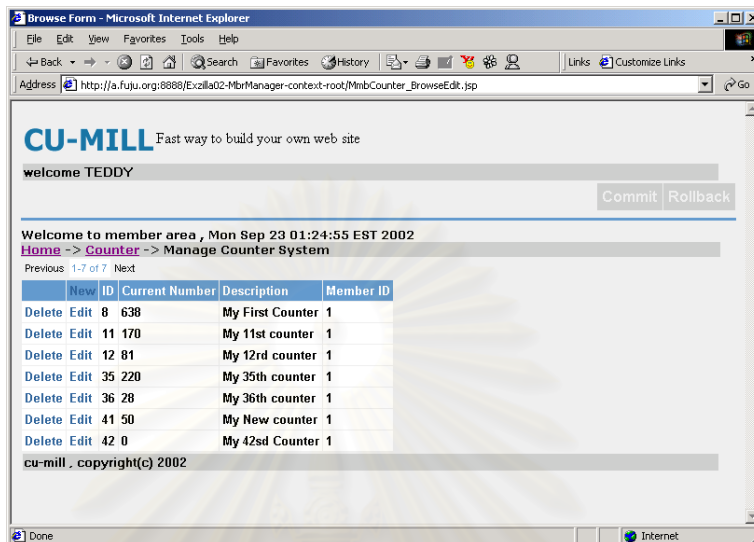 Browse Form - Microsoft Internet Explorer
File Edit View Favorites Tools Help
Back Search Favorites History Links Customize Links
Address http://a.fuju.org:8888/Exzilla02-MbrManager-context-root/MmbCounter_BrowseEdit.jsp Go
CU-MILL Fast way to build your own web site
welcome TEDDY
Commit Rollback
Welcome to member area , Mon Sep 23 01:24:55 EST 2002
Home -> Counter -> Manage Counter System
Previous 1-7 of 7 Next
New ID Current Number Description Member ID
Delete Edit 8 638 My First Counter 1
Delete Edit 11 170 My 11st counter 1
Delete Edit 12 81 My 12rd counter 1
Delete Edit 35 220 My 35th counter 1
Delete Edit 36 28 My 36th counter 1
Delete Edit 41 50 My New counter 1
Delete Edit 42 0 My 42sd Counter 1
cu-mill , copyright(c) 2002
Done Internet